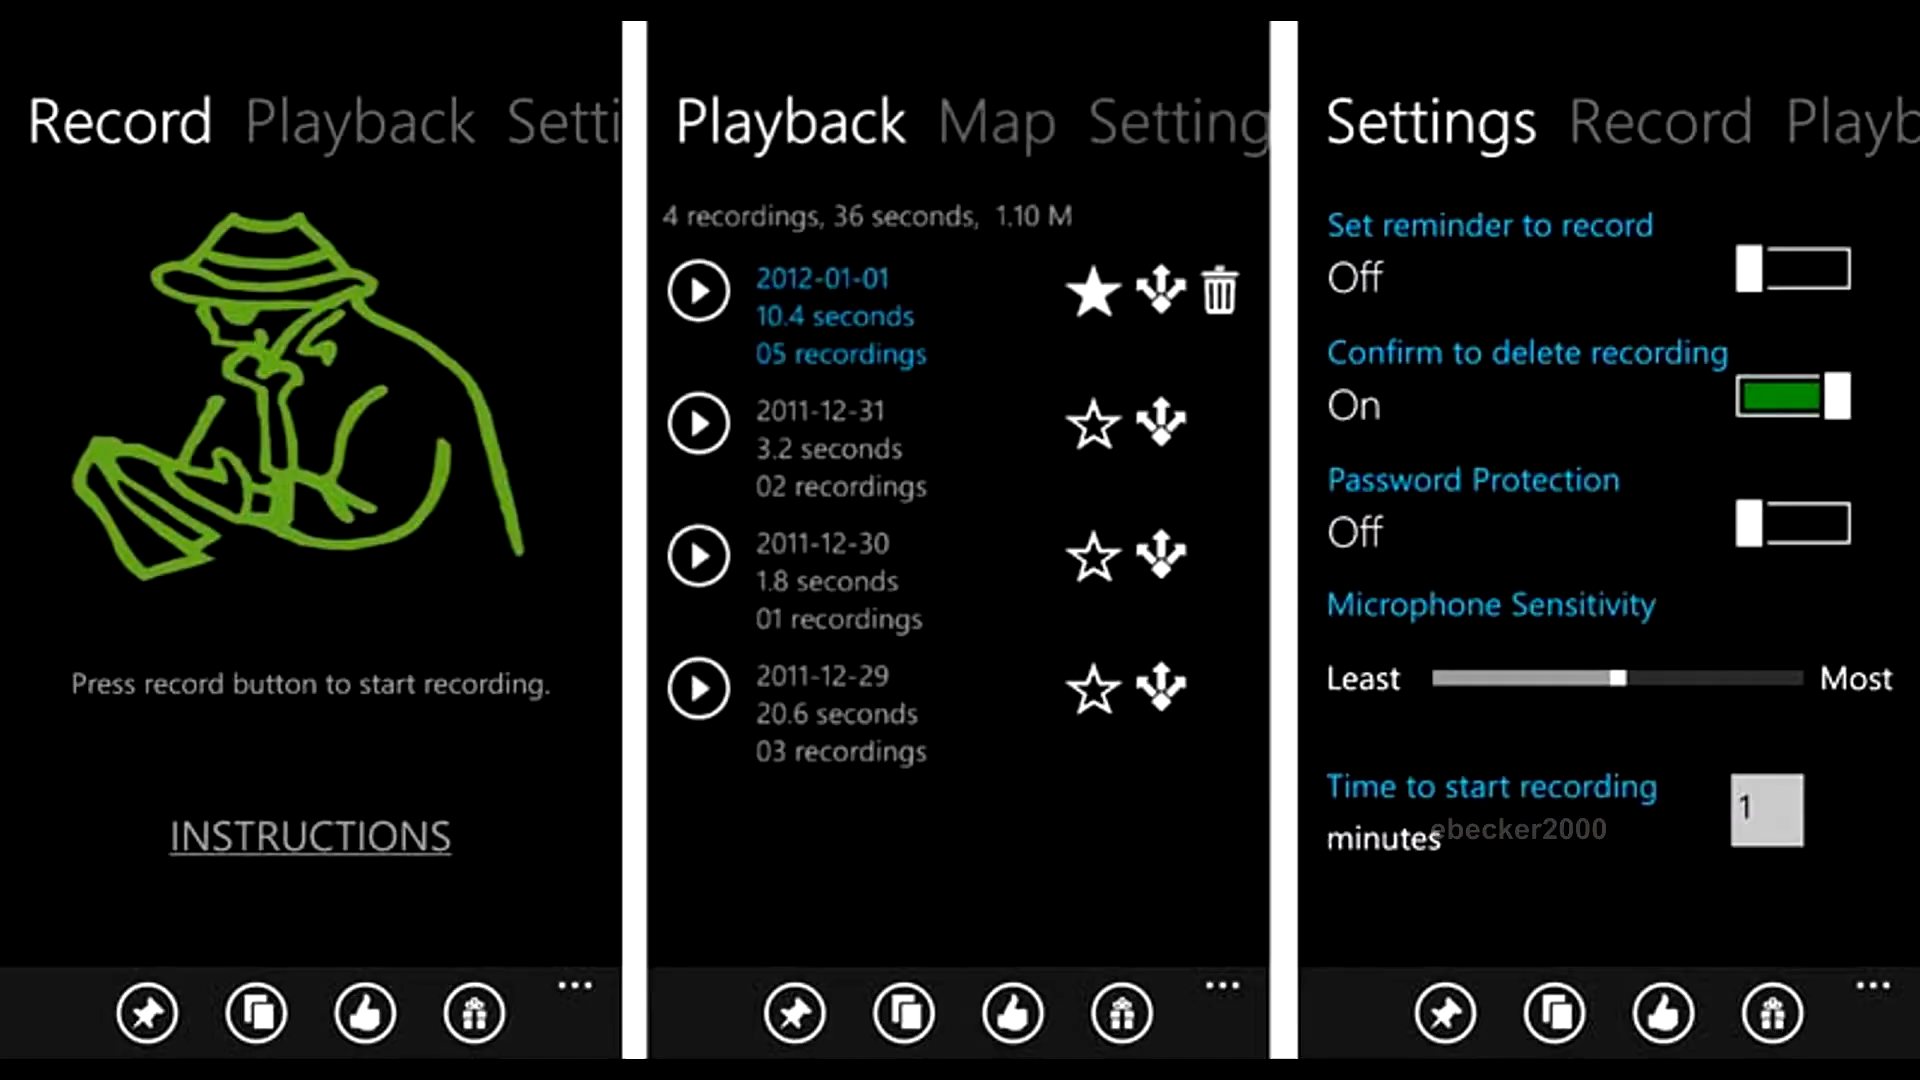 Record Playback Setti
Press record button to start recording.
INSTRUCTIONS
Playback Map Setting
4 recordings, 36 seconds, 1.10 M
2012-01-01
10.4 seconds
05 recordings
2011-12-31
3.2 seconds
02 recordings
2011-12-30
1.8 seconds
01 recordings
2011-12-29
20.6 seconds
03 recordings
Settings Record Playb
Set reminder to record
Off
Confirm to delete recording
On
Password Protection
Off
Microphone Sensitivity
Least Most
Time to start recording
1
minutes
ebecker2000